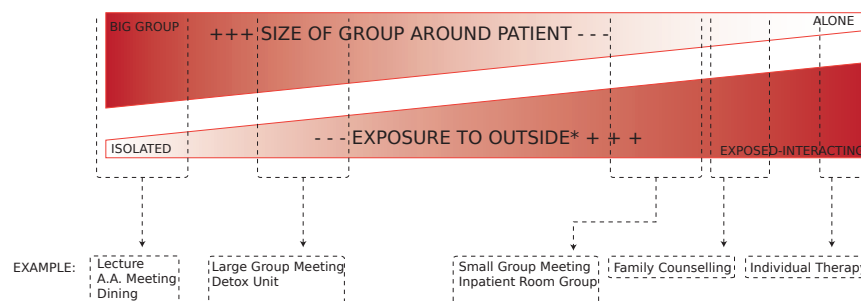 BIG GROUP
+++ SIZE OF GROUP AROUND PATIENT - - -
ALONE
ISOLATED
- - - EXPOSURE TO OUTSIDE* + + +
EXPOSED-INTERACTING
EXAMPLE:
Lecture
A.A. Meeting
Dining
Large Group Meeting
Detox Unit
Small Group Meeting
Inpatient Room Group
Family Counselling
Individual Therapy